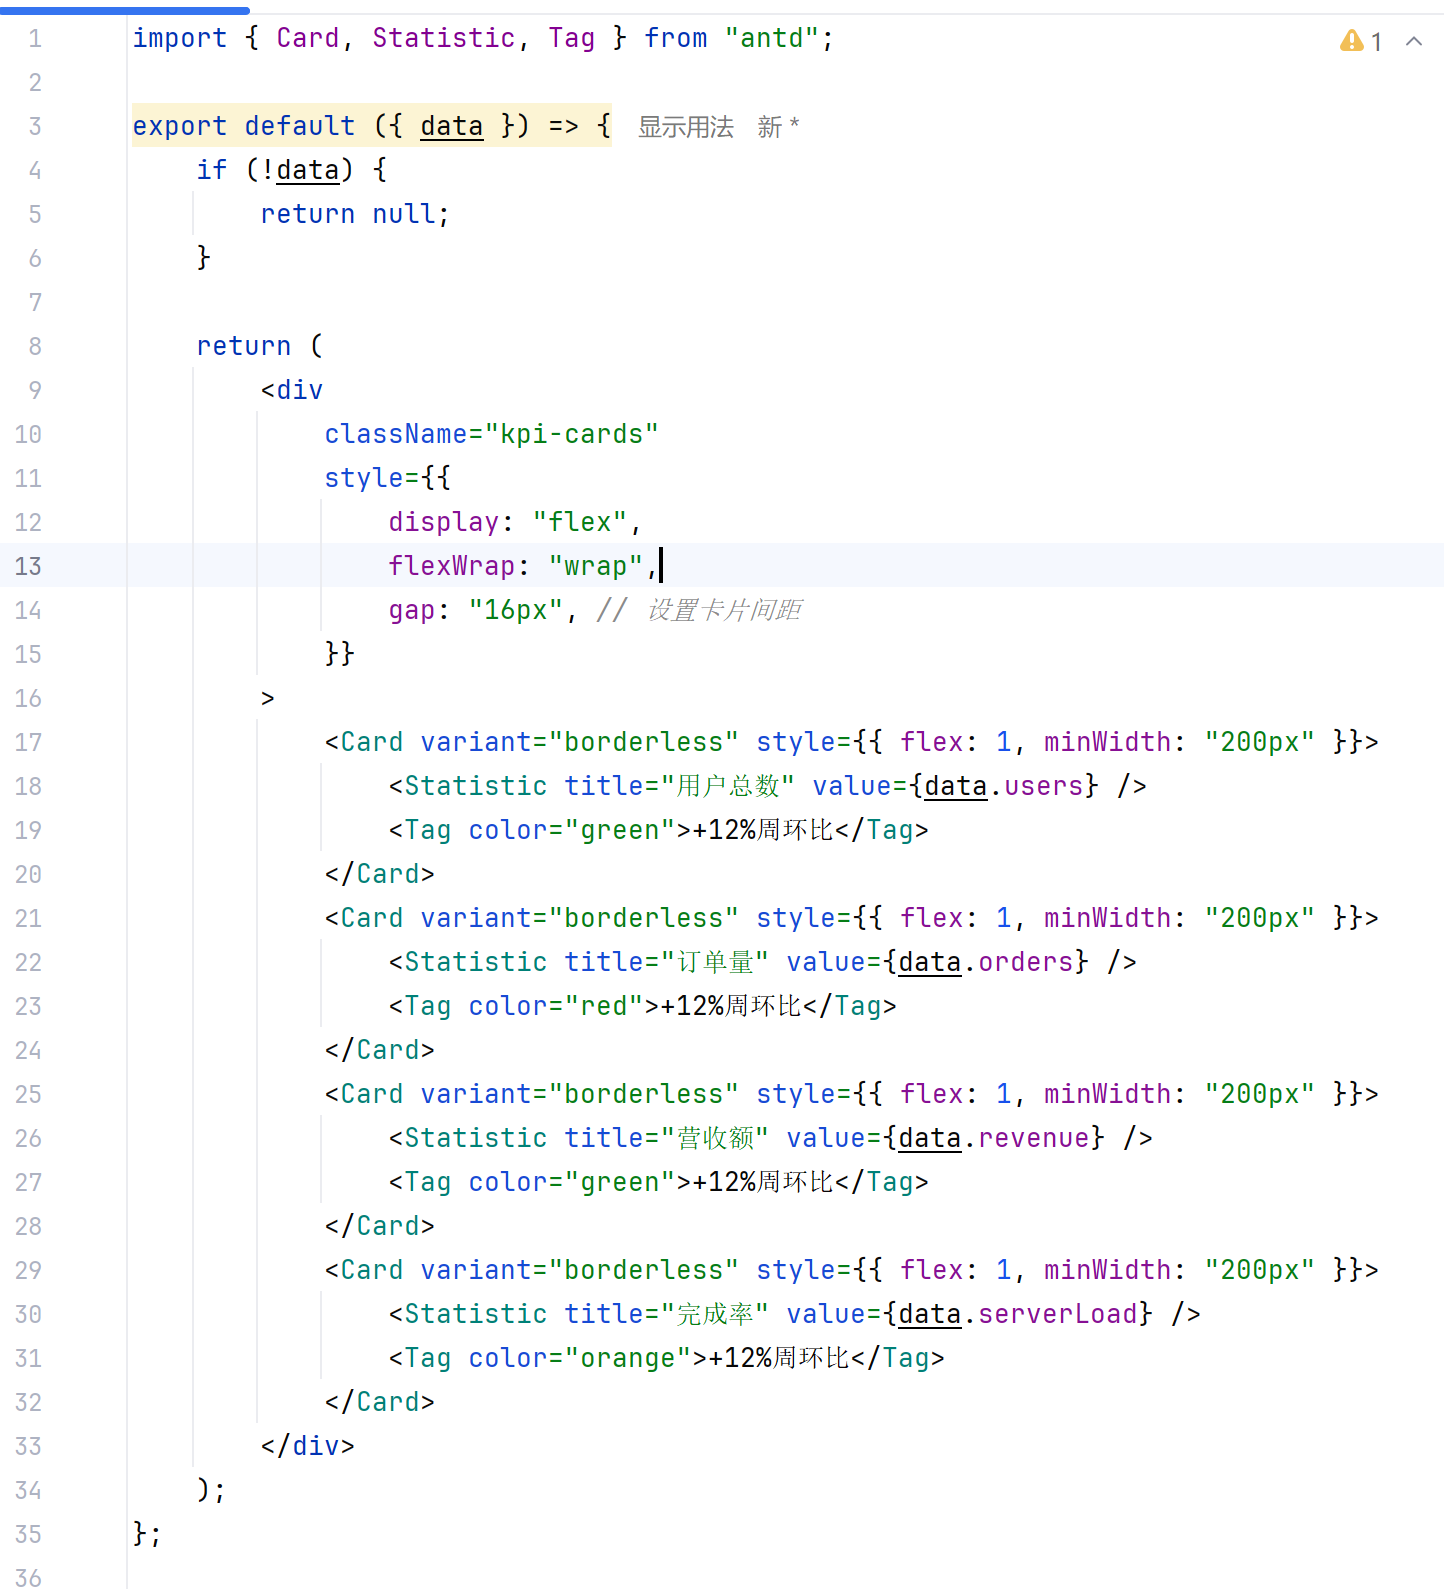 1 import { Card, Statistic, Tag } from "antd"; 1
2
3 export default ({ data }) => { 显示用法 新 *
4     if (!data) {
5         return null;
6     }
7
8     return (
9         <div
10             className="kpi-cards"
11             style={{
12                 display: "flex",
13                 flexWrap: "wrap",
14                 gap: "16px", // 设置卡片间距
15             }}
16         >
17             <Card variant="borderless" style={{ flex: 1, minWidth: "200px" }}>
18                 <Statistic title="用户总数" value={data.users} />
19                 <Tag color="green">+12%周环比</Tag>
20             </Card>
21             <Card variant="borderless" style={{ flex: 1, minWidth: "200px" }}>
22                 <Statistic title="订单量" value={data.orders} />
23                 <Tag color="red">+12%周环比</Tag>
24             </Card>
25             <Card variant="borderless" style={{ flex: 1, minWidth: "200px" }}>
26                 <Statistic title="营收额" value={data.revenue} />
27                 <Tag color="green">+12%周环比</Tag>
28             </Card>
29             <Card variant="borderless" style={{ flex: 1, minWidth: "200px" }}>
30                 <Statistic title="完成率" value={data.serverLoad} />
31                 <Tag color="orange">+12%周环比</Tag>
32             </Card>
33         </div>
34     );
35 };
36